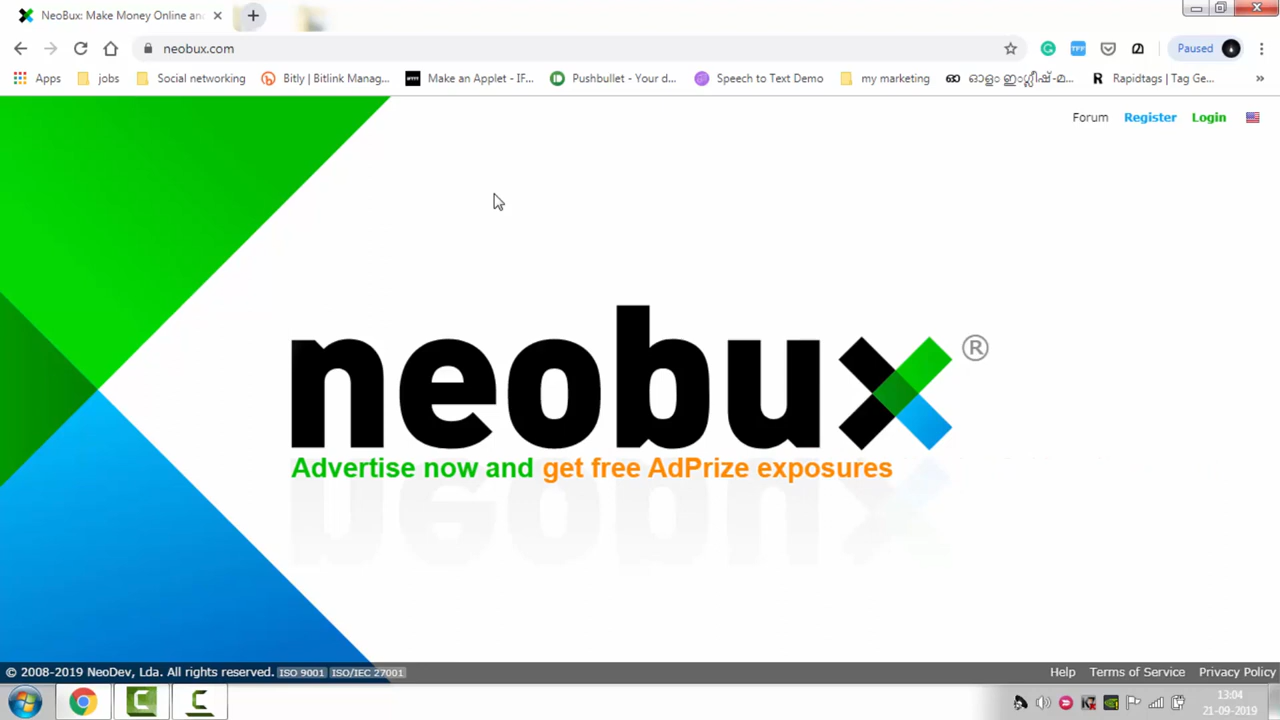 NeoBux: Make Money Online an
neobux.com
Paused
Apps jobs Social networking Bitly | Bitlink Manag... Make an Applet - IF... Pushbullet - Your d... Speech to Text Demo my marketing ഓളം ഇംഗ്ലീഷ്-മ... Rapidtags | Tag Ge... »
Forum Register Login
neobux®
Advertise now and get free AdPrize exposures
© 2008-2019 NeoDev, Lda. All rights reserved. ISO 9001 ISO/IEC 27001 Help Terms of Service Privacy Policy
13:04
21-09-2019